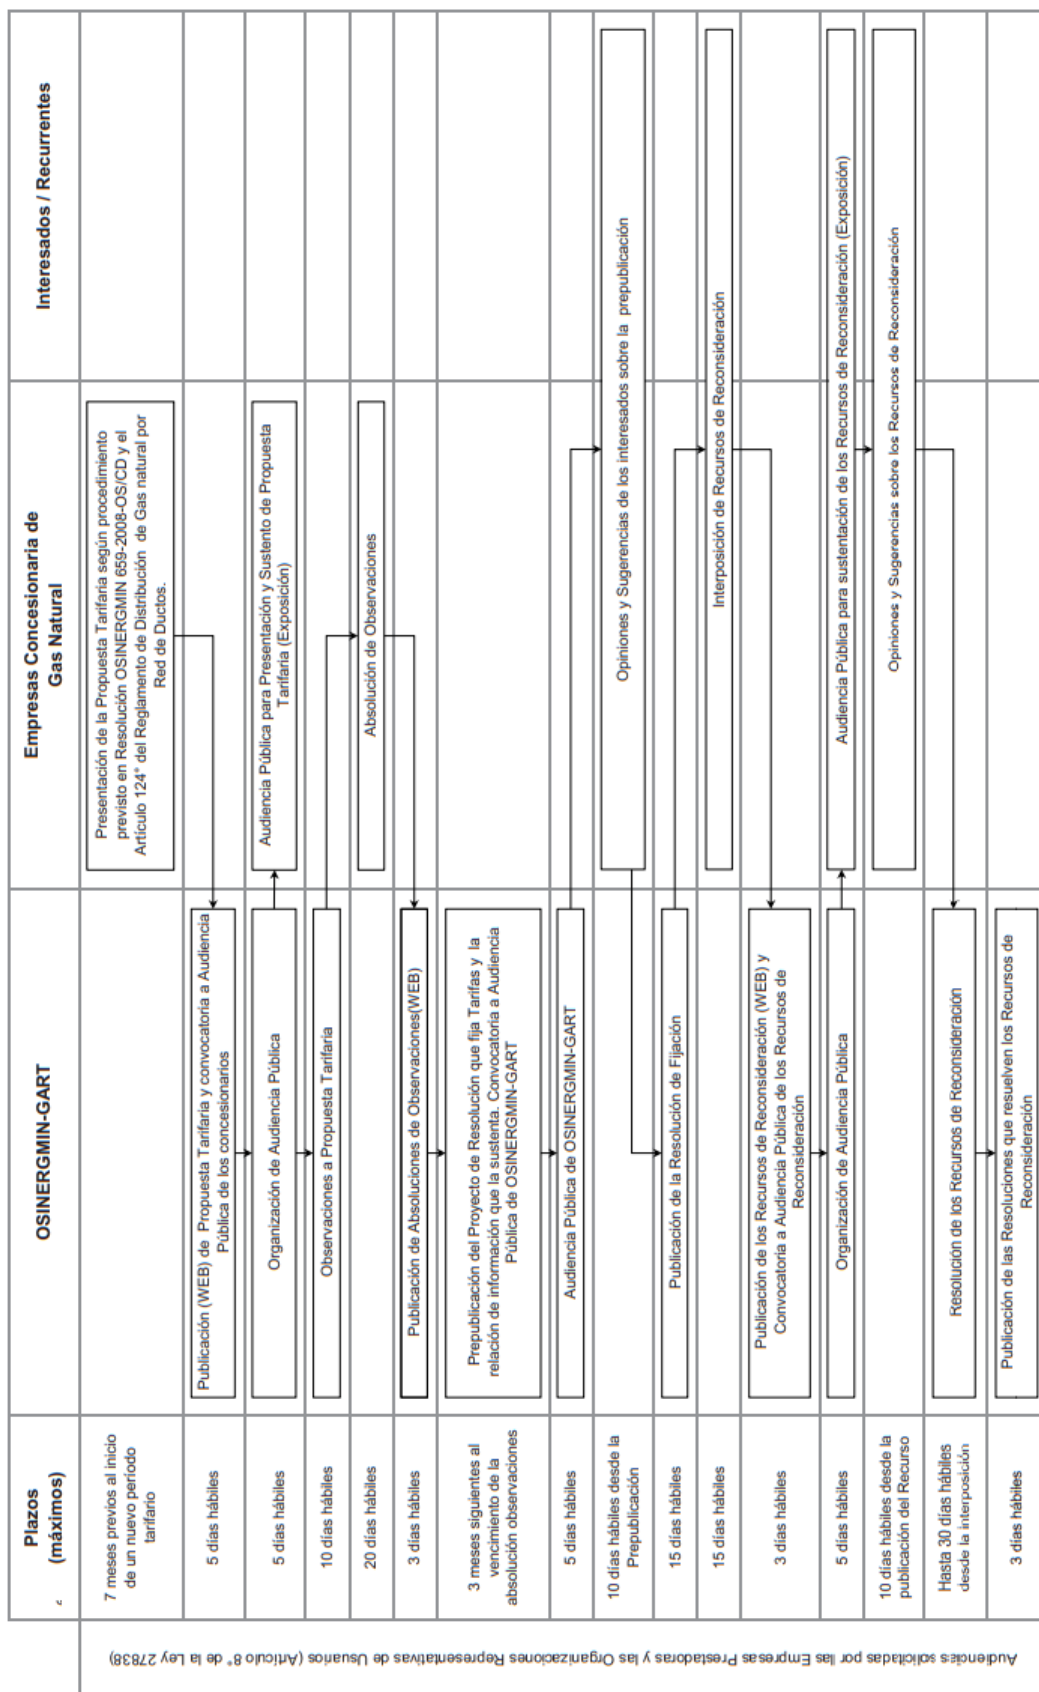 Plazos
(máximos)
OSINERGMIN-GART
Empresas Concesionaria de
Gas Natural
Interesados / Recurrentes
7 meses previos al inicio
de un nuevo período
tarifario
Presentación de la Propuesta Tarifaria según procedimiento
previsto en Resolución OSINERGMIN 659-2008-OS/CD y el
Artículo 124° del Reglamento de Distribución de Gas natural por
Red de Ductos.
5 días hábiles
Publicación (WEB) de Propuesta Tarifaria y convocatoria a Audiencia
Pública de los concesionarios
5 días hábiles
Organización de Audiencia Pública
Audiencia Pública para Presentación y Sustento de Propuesta
Tarifaria (Exposición)
10 días hábiles
Observaciones a Propuesta Tarifaria
20 días hábiles
Absolución de Observaciones
3 días hábiles
Publicación de Absoluciones de Observaciones(WEB)
3 meses siguientes al
vencimiento de la
absolución observaciones
Prepublicación del Proyecto de Resolución que fija Tarifas y la
relación de información que la sustenta. Convocatoria a Audiencia
Pública de OSINERGMIN-GART
5 días hábiles
Audiencia Pública de OSINERGMIN-GART
10 días hábiles desde la
Prepublicación
Opiniones y Sugerencias de los interesados sobre la prepublicación
15 días hábiles
Publicación de la Resolución de Fijación
15 días hábiles
Interposición de Recursos de Reconsideración
3 días hábiles
Publicación de los Recursos de Reconsideración (WEB) y
Convocatoria a Audiencia Pública de los Recursos de
Reconsideración
5 días hábiles
Organización de Audiencia Pública
Audiencia Pública para sustentación de los Recursos de Reconsideración (Exposición)
10 días hábiles desde la
publicación del Recurso
Opiniones y Sugerencias sobre los Recursos de Reconsideración
Hasta 30 días hábiles
desde la interposición
Resolución de los Recursos de Reconsideración
3 días hábiles
Publicación de las Resoluciones que resuelven los Recursos de
Reconsideración
Audiencias solicitadas por las Empresas Prestadoras y las Organizaciones Representativas de Usuarios (Artículo 8° de la Ley 27838)